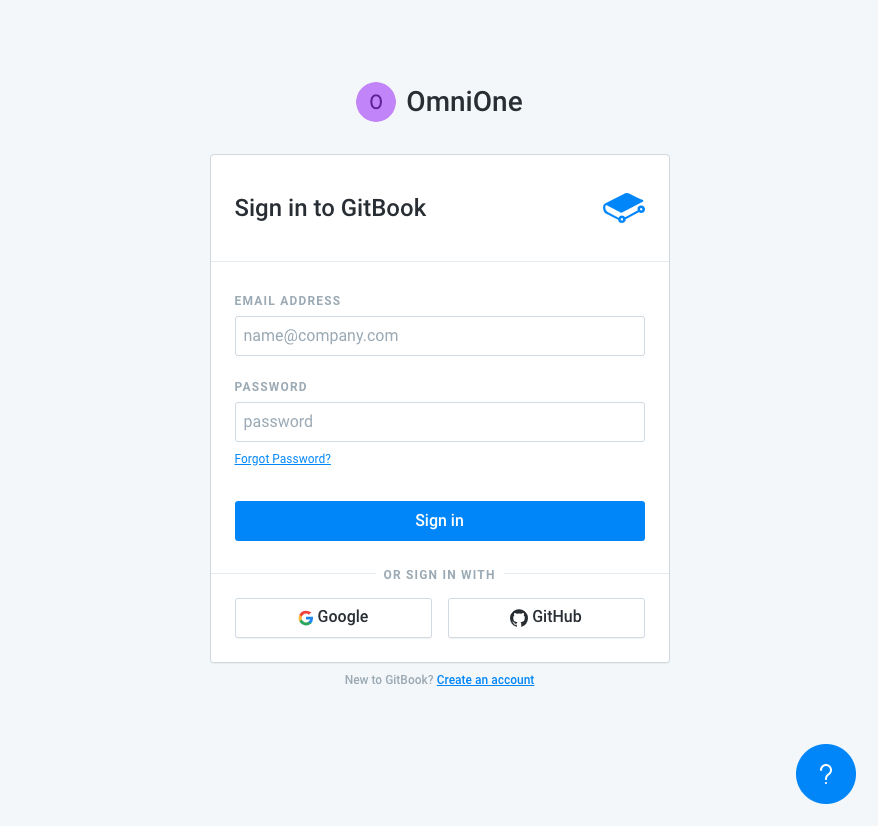 O OmniOne
Sign in to GitBook
EMAIL ADDRESS
name@company.com
PASSWORD
password
Forgot Password?
Sign in
OR SIGN IN WITH
Google
GitHub
New to GitBook? Create an account
?